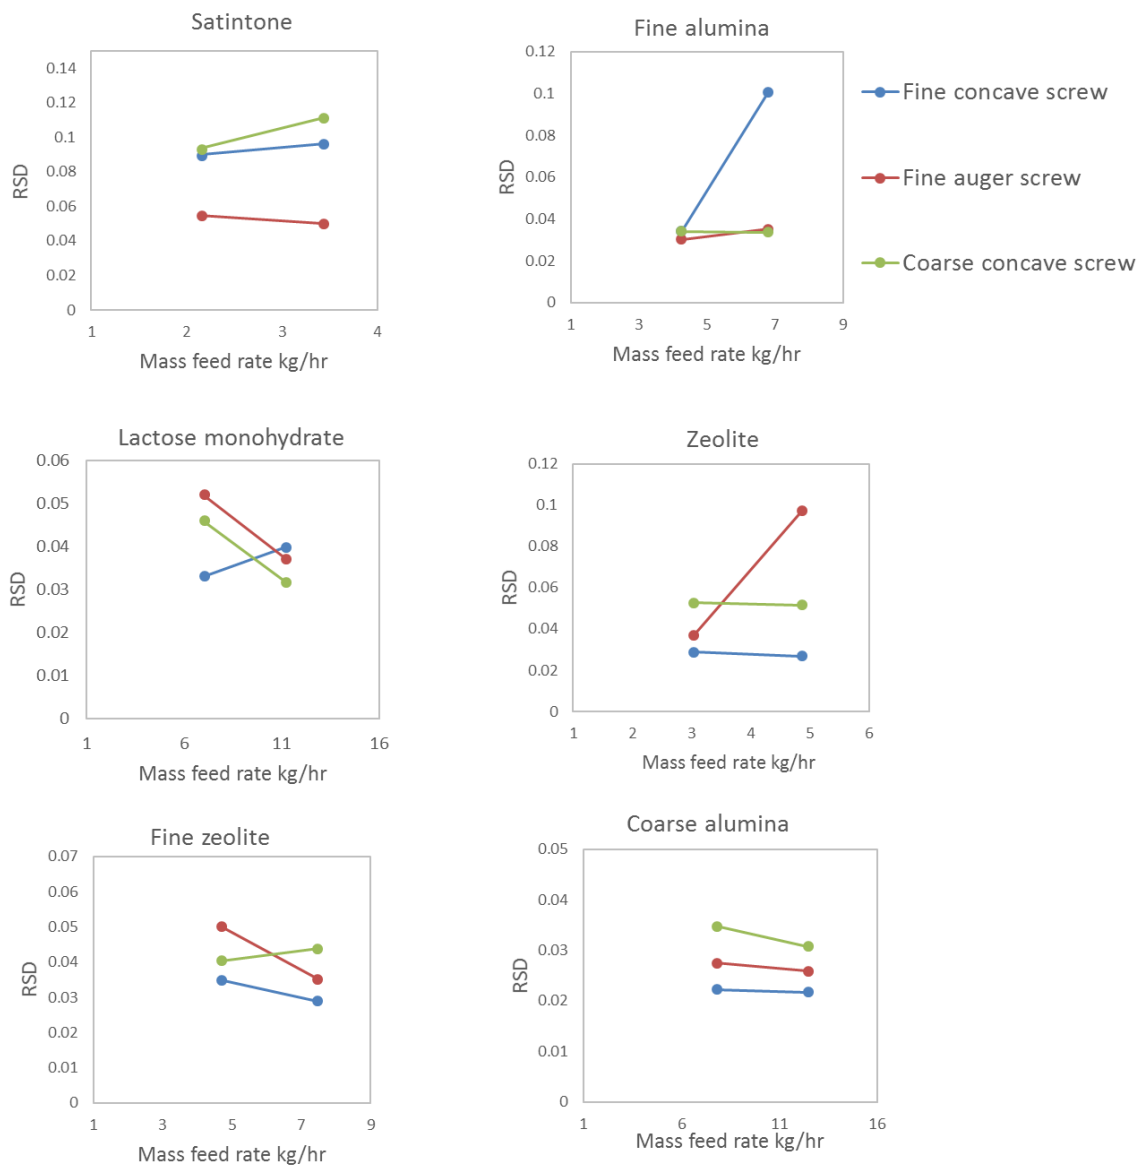 Satintone
0.14
0.12
0.1
0.08
0.06
0.04
0.02
0
RSD
1 2 3 4
Mass feed rate kg/hr
Fine alumina
0.12
0.1
0.08
0.06
0.04
0.02
0
RSD
1 3 5 7 9
Mass feed rate kg/hr
Fine concave screw
Fine auger screw
Coarse concave screw
Lactose monohydrate
0.06
0.05
0.04
0.03
0.02
0.01
0
RSD
1 6 11 16
Mass feed rate kg/hr
Zeolite
0.12
0.1
0.08
0.06
0.04
0.02
0
RSD
1 2 3 4 5 6
Mass feed rate kg/hr
Fine zeolite
0.07
0.06
0.05
0.04
0.03
0.02
0.01
0
RSD
1 3 5 7 9
Mass feed rate kg/hr
Coarse alumina
0.05
0.04
0.03
0.02
0.01
0
RSD
1 6 11 16
Mass feed rate kg/hr